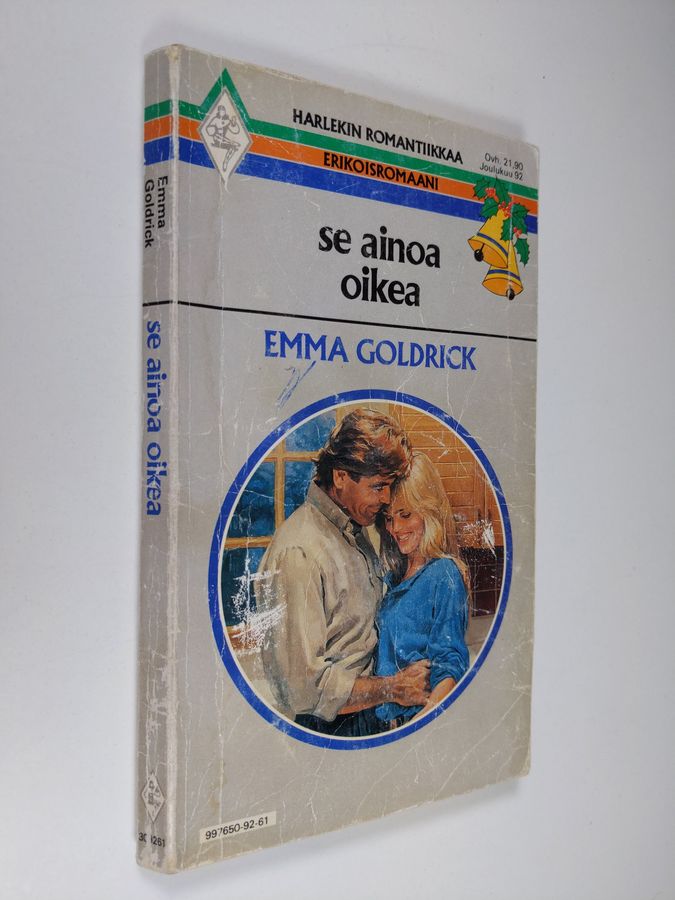 HARLEKIN ROMANTIIKKAA
ERIKOISROMAANI
Ovh. 21,90
Joulukuu 92
se ainoa
oikea
EMMA GOLDRICK
997650-92-61
Emma
Goldrick
se ainoa oikea